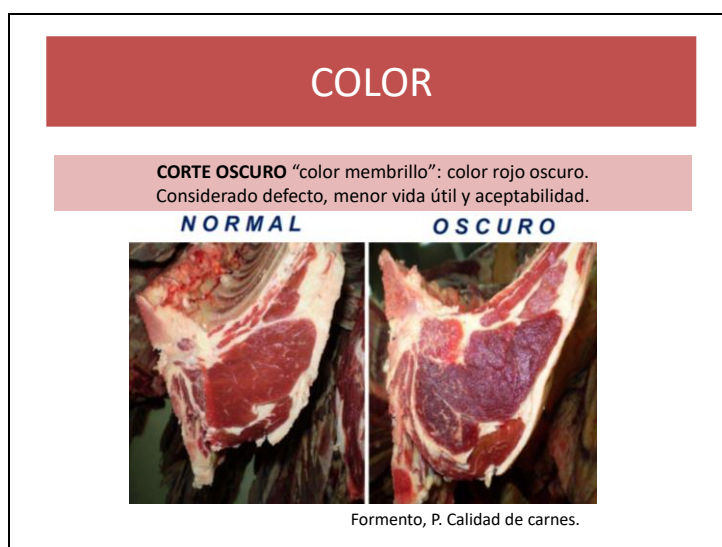 COLOR
CORTE OSCURO “color membrillo”: color rojo oscuro.
Considerado defecto, menor vida útil y aceptabilidad.
NORMAL OSCURO
Formento, P. Calidad de carnes.